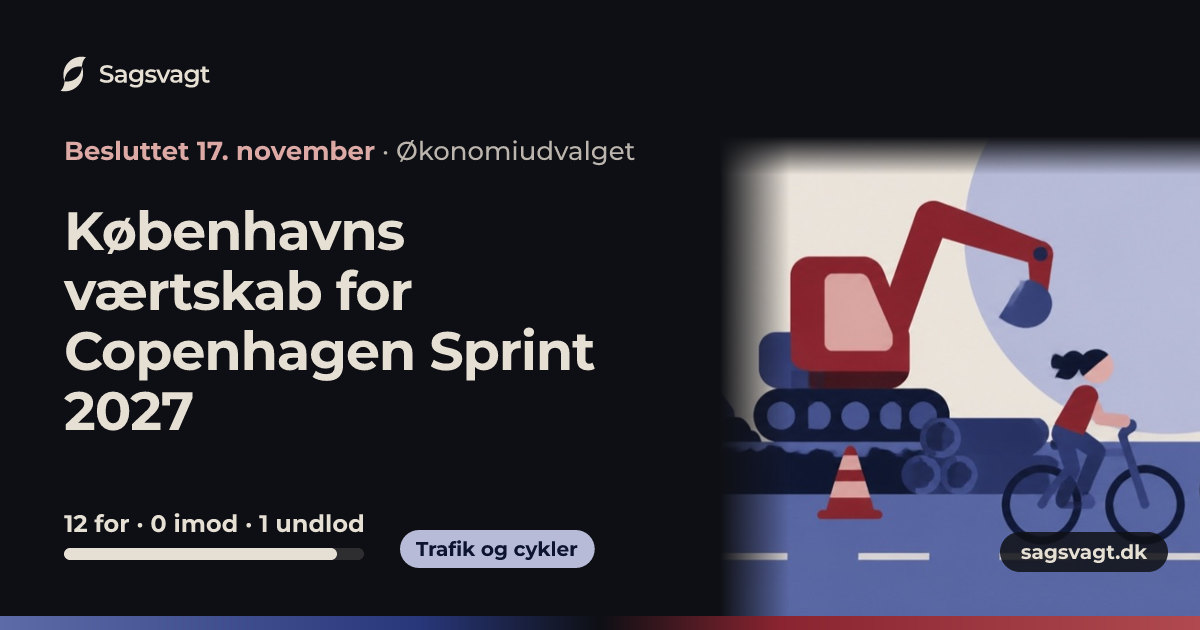 Sagsvagt
Besluttet 17. november · Økonomiudvalget
Københavns
værtskab for
Copenhagen Sprint
2027
12 for · 0 imod · 1 undlod
Trafik og cykler
sagsvagt.dk